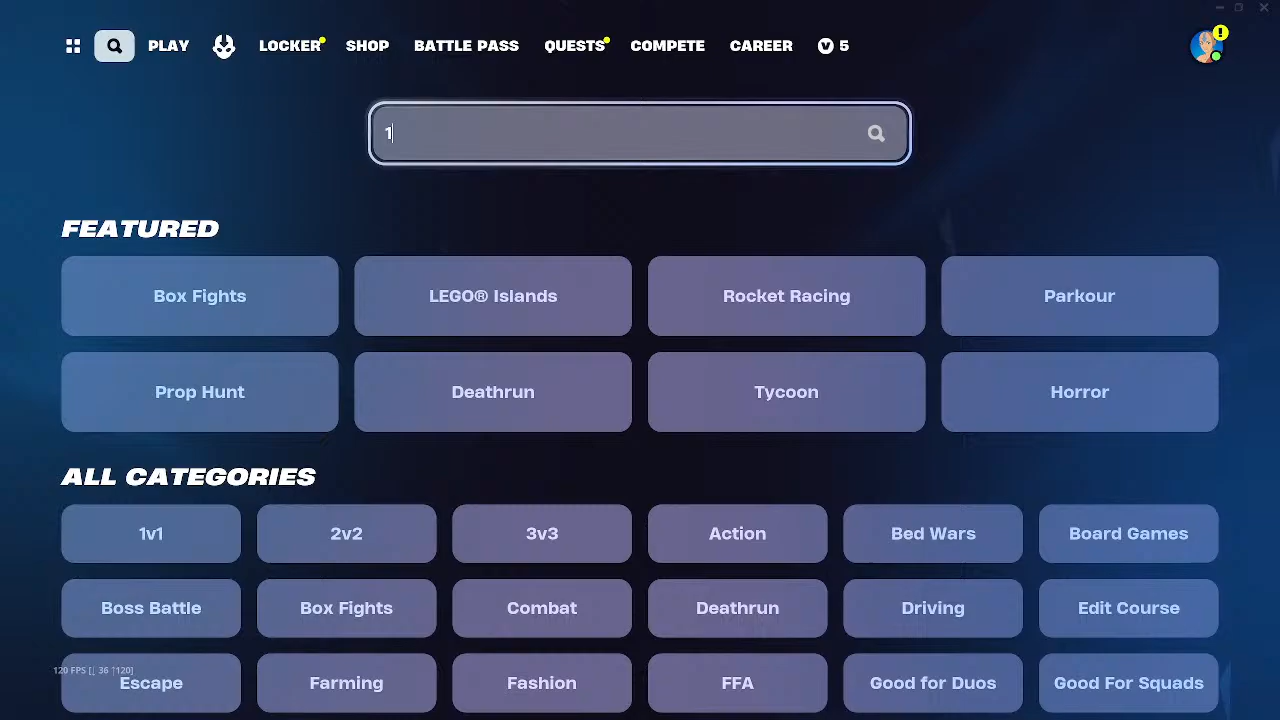 PLAY LOCKER SHOP BATTLE PASS QUESTS COMPETE CAREER V 5
!
1
FEATURED
Box Fights LEGO® Islands Rocket Racing Parkour
Prop Hunt Deathrun Tycoon Horror
ALL CATEGORIES
1v1 2v2 3v3 Action Bed Wars Board Games
Boss Battle Box Fights Combat Deathrun Driving Edit Course
120 FPS [↓ 36 ↑120]
Escape Farming Fashion FFA Good for Duos Good For Squads